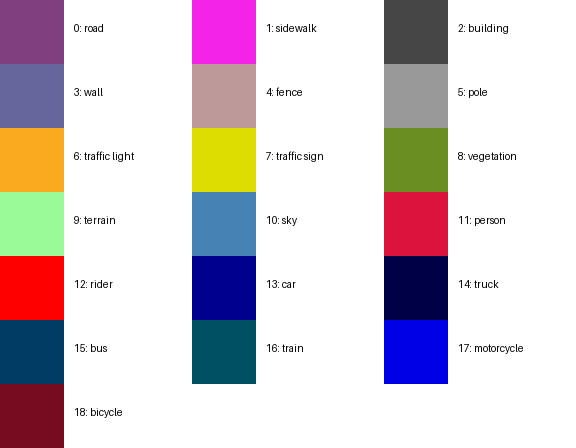 0: road
1: sidewalk
2: building
3: wall
4: fence
5: pole
6: traffic light
7: traffic sign
8: vegetation
9: terrain
10: sky
11: person
12: rider
13: car
14: truck
15: bus
16: train
17: motorcycle
18: bicycle